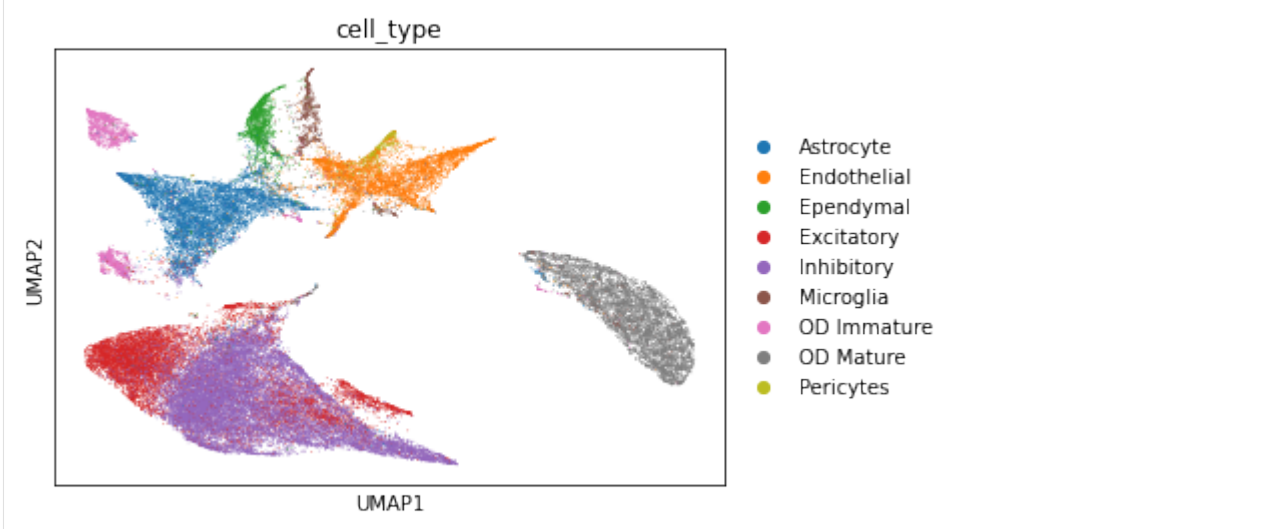 cell_type
UMAP2
UMAP1
Astrocyte
Endothelial
Ependymal
Excitatory
Inhibitory
Microglia
OD Immature
OD Mature
Pericytes